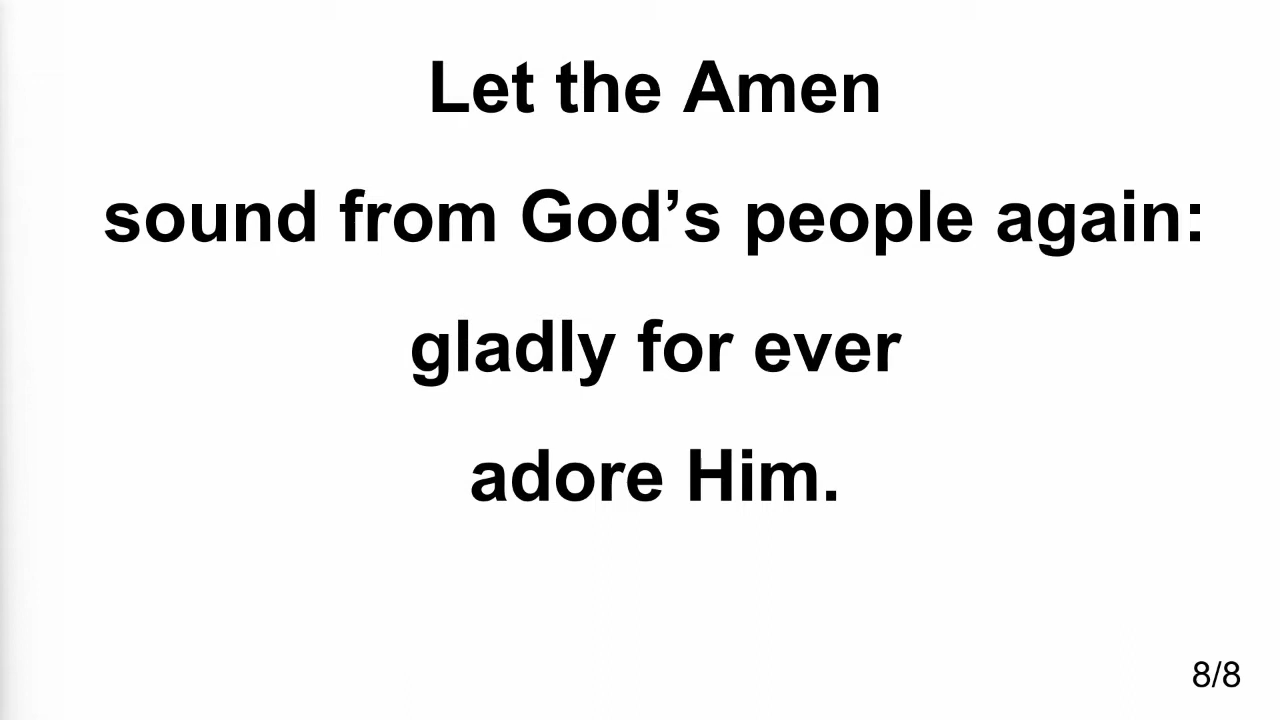 Let the Amen
sound from God’s people again:
gladly for ever
adore Him.
8/8